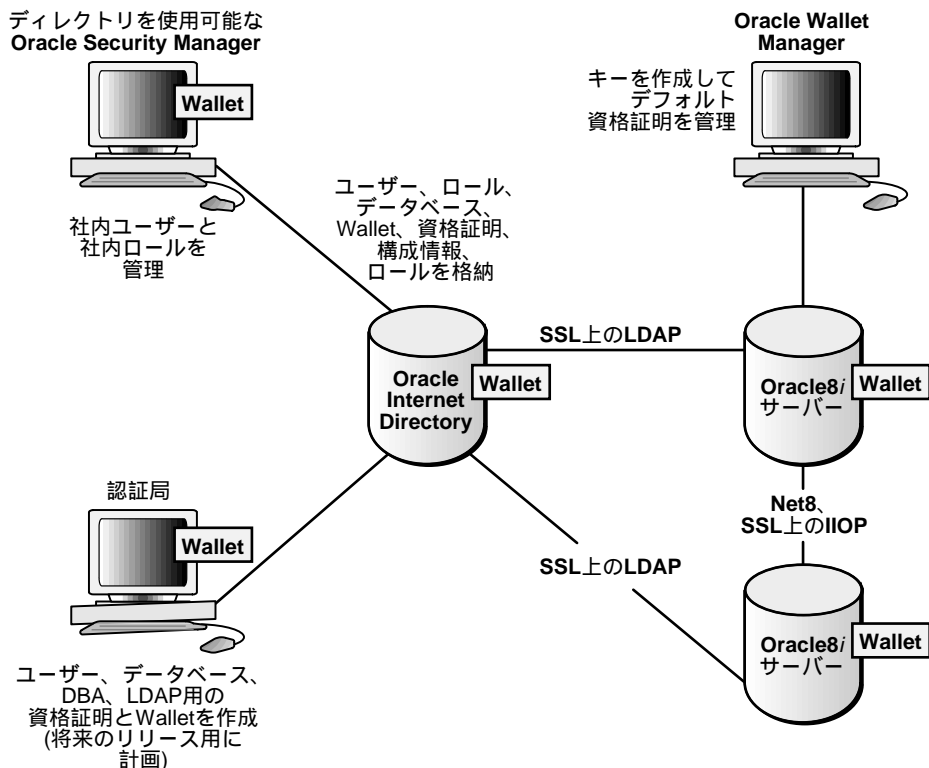 ディレクトリを使用可能な
Oracle Security Manager
Wallet
社内ユーザーと
社内ロールを
管理
Oracle Wallet
Manager
キーを作成して
デフォルト
資格証明を管理
ユーザー、ロール、
データベース、
Wallet、資格証明、
構成情報、
ロールを格納
Oracle
Internet
Directory
Wallet
SSL上のLDAP
Oracle8i
サーバー
Wallet
Net8、
SSL上のIIOP
認証局
Wallet
ユーザー、データベース、
DBA、LDAP用の
資格証明とWalletを作成
(将来のリリース用に
計画)
SSL上のLDAP
Oracle8i
サーバー
Wallet